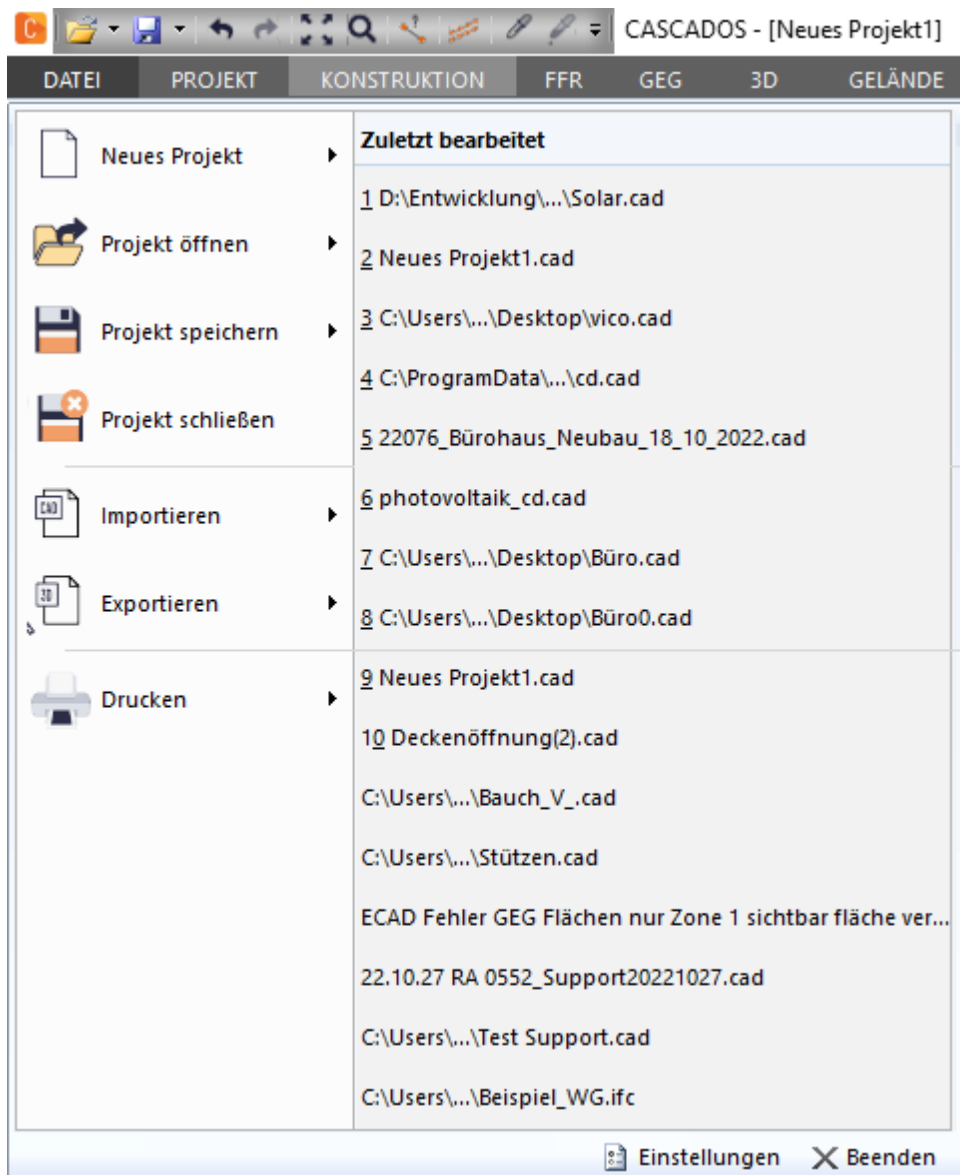 CASCADOS - [Neues Projekt1]
DATEI PROJEKT KONSTRUKTION FFR GEG 3D GELÄNDE
Neues Projekt
Projekt öffnen
Projekt speichern
Projekt schließen
CAD
Importieren
3D
Exportieren
Drucken
Zuletzt bearbeitet
1 D:\Entwicklung\...\Solar.cad
2 Neues Projekt1.cad
3 C:\Users\...\Desktop\vico.cad
4 C:\ProgramData\...\cd.cad
5 22076_Bürohaus_Neubau_18_10_2022.cad
6 photovoltaik_cd.cad
7 C:\Users\...\Desktop\Büro.cad
8 C:\Users\...\Desktop\Büro0.cad
9 Neues Projekt1.cad
10 Deckenöffnung(2).cad
C:\Users\...\Bauch_V_.cad
C:\Users\...\Stützen.cad
ECAD Fehler GEG Flächen nur Zone 1 sichtbar fläche ver...
22.10.27 RA 0552_Support20221027.cad
C:\Users\...\Test Support.cad
C:\Users\...\Beispiel_WG.ifc
Einstellungen Beenden